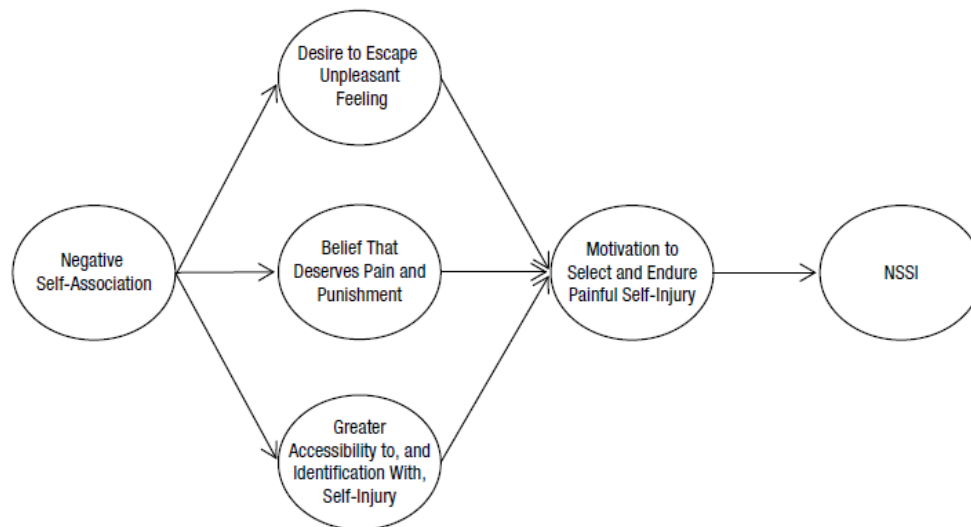 Desire to Escape
Unpleasant
Feeling
Negative
Self-Association
Belief That
Deserves Pain and
Punishment
Motivation to
Select and Endure
Painful Self-Injury
NSSI
Greater
Accessibility to, and
Identification With,
Self-Injury